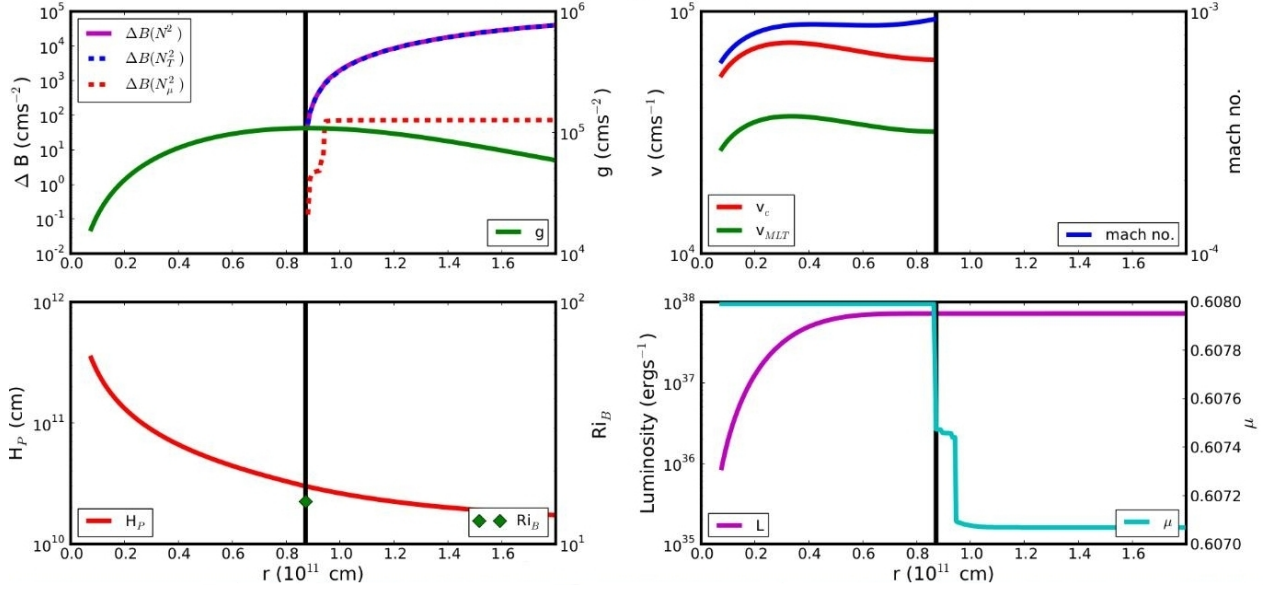 10^5
10^4
10^3
10^2
10^1
10^0
10^-1
10^-2
Δ B (cms^-2)
ΔB(N^2)
ΔB(N_T^2)
ΔB(N_μ^2)
g
10^6
10^5
10^4
g (cms^-2)
0.0 0.2 0.4 0.6 0.8 1.0 1.2 1.4 1.6
10^5
10^4
v (cms^-1)
v_c
v_MLT
mach no.
10^-3
10^-4
mach no.
0.0 0.2 0.4 0.6 0.8 1.0 1.2 1.4 1.6
10^12
10^11
10^10
H_P (cm)
H_P
Ri_B
10^2
10^1
Ri_B
0.0 0.2 0.4 0.6 0.8 1.0 1.2 1.4 1.6
r (10^11 cm)
10^38
10^37
10^36
10^35
Luminosity (ergs^-1)
L
μ
0.6080
0.6078
0.6076
0.6074
0.6072
0.6070
μ
0.0 0.2 0.4 0.6 0.8 1.0 1.2 1.4 1.6
r (10^11 cm)